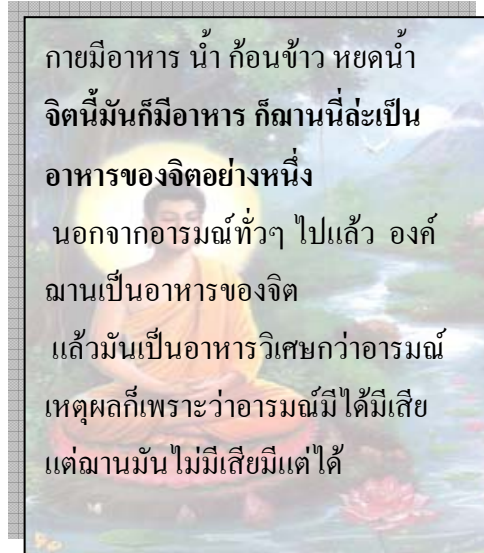 กายมีอาหาร น้ำ ก้อนข้าว หยดน้ำ
จิตนี้มันก็มีอาหาร ก็ฌานนี่ล่ะเป็น
อาหารของจิตอย่างหนึ่ง
นอกจากอารมณ์ทั่วๆ ไปแล้ว องค์
ฌานเป็นอาหารของจิต
แล้วมันเป็นอาหารวิเศษกว่าอารมณ์
เหตุผลก็เพราะว่าอารมณ์มีได้มีเสีย
แต่ฌานมันไม่มีเสียมีแต่ได้